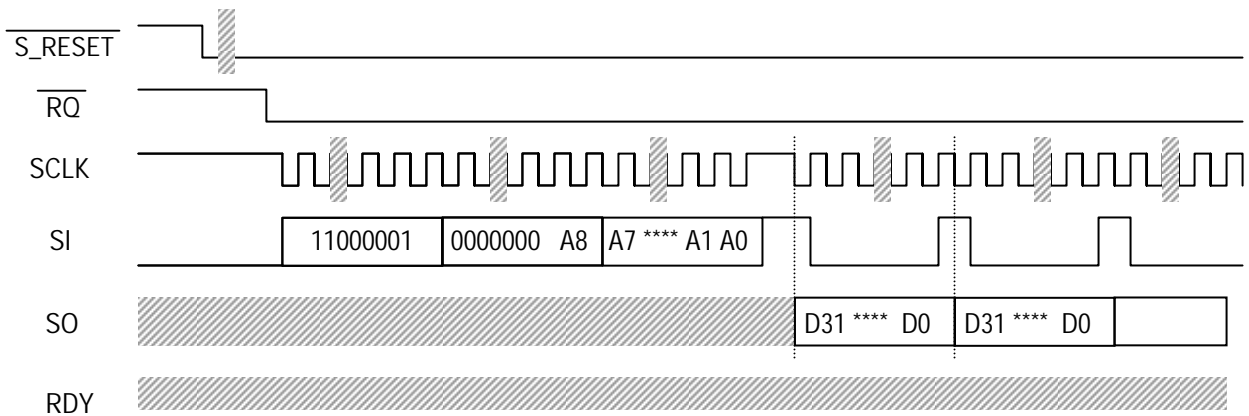 S_RESET
RQ
SCLK
SI 11000001 0000000 A8 A7 **** A1 A0
SO D31 **** D0 D31 **** D0
RDY